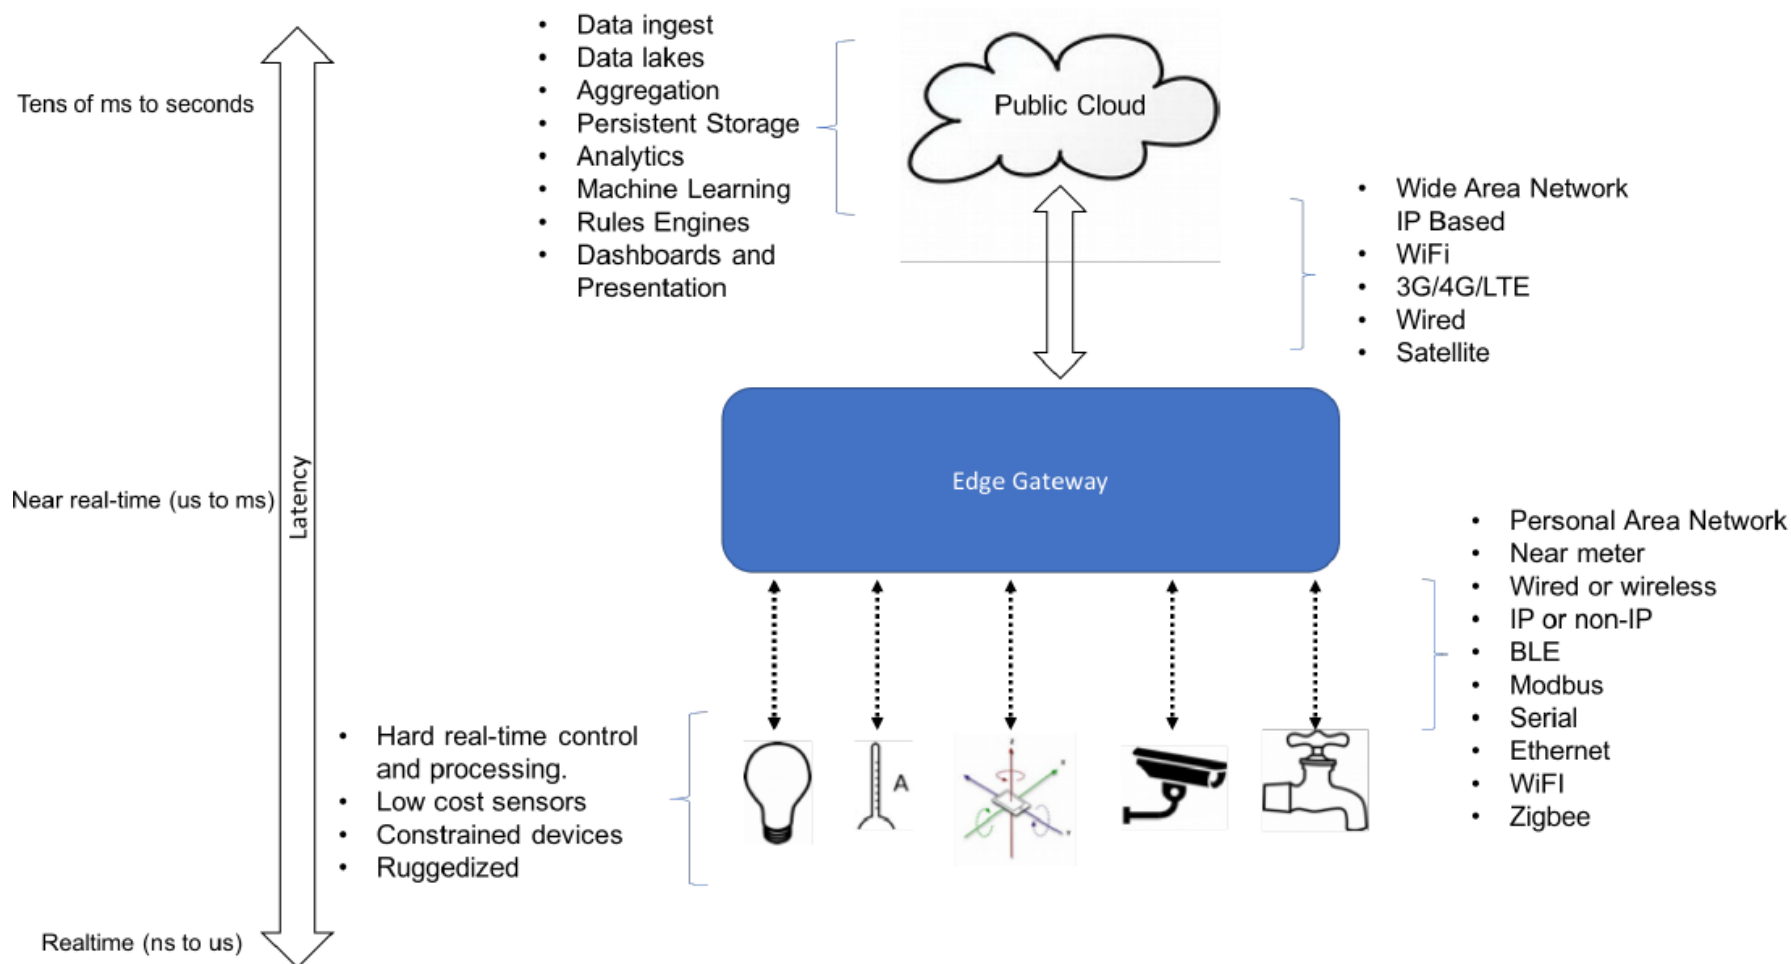 • Data ingest
• Data lakes
Tens of ms to seconds
• Aggregation
• Persistent Storage
• Analytics
• Machine Learning
• Rules Engines
• Dashboards and
Presentation
Public Cloud
• Wide Area Network
IP Based
• WiFi
• 3G/4G/LTE
• Wired
• Satellite
Latency
Near real-time (us to ms)
Edge Gateway
• Personal Area Network
• Near meter
• Wired or wireless
• IP or non-IP
• BLE
• Modbus
• Serial
• Ethernet
• WiFI
• Zigbee
• Hard real-time control
and processing.
• Low cost sensors
• Constrained devices
• Ruggedized
A
Realtime (ns to us)